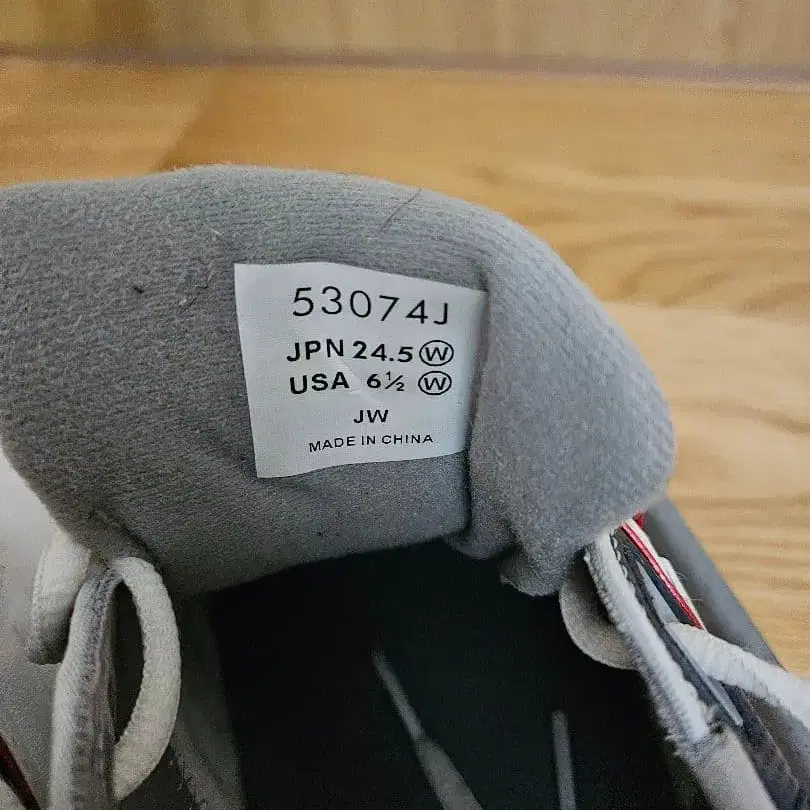 53074J
JPN 24.5 Ⓦ
USA 6½ Ⓦ
JW
MADE IN CHINA